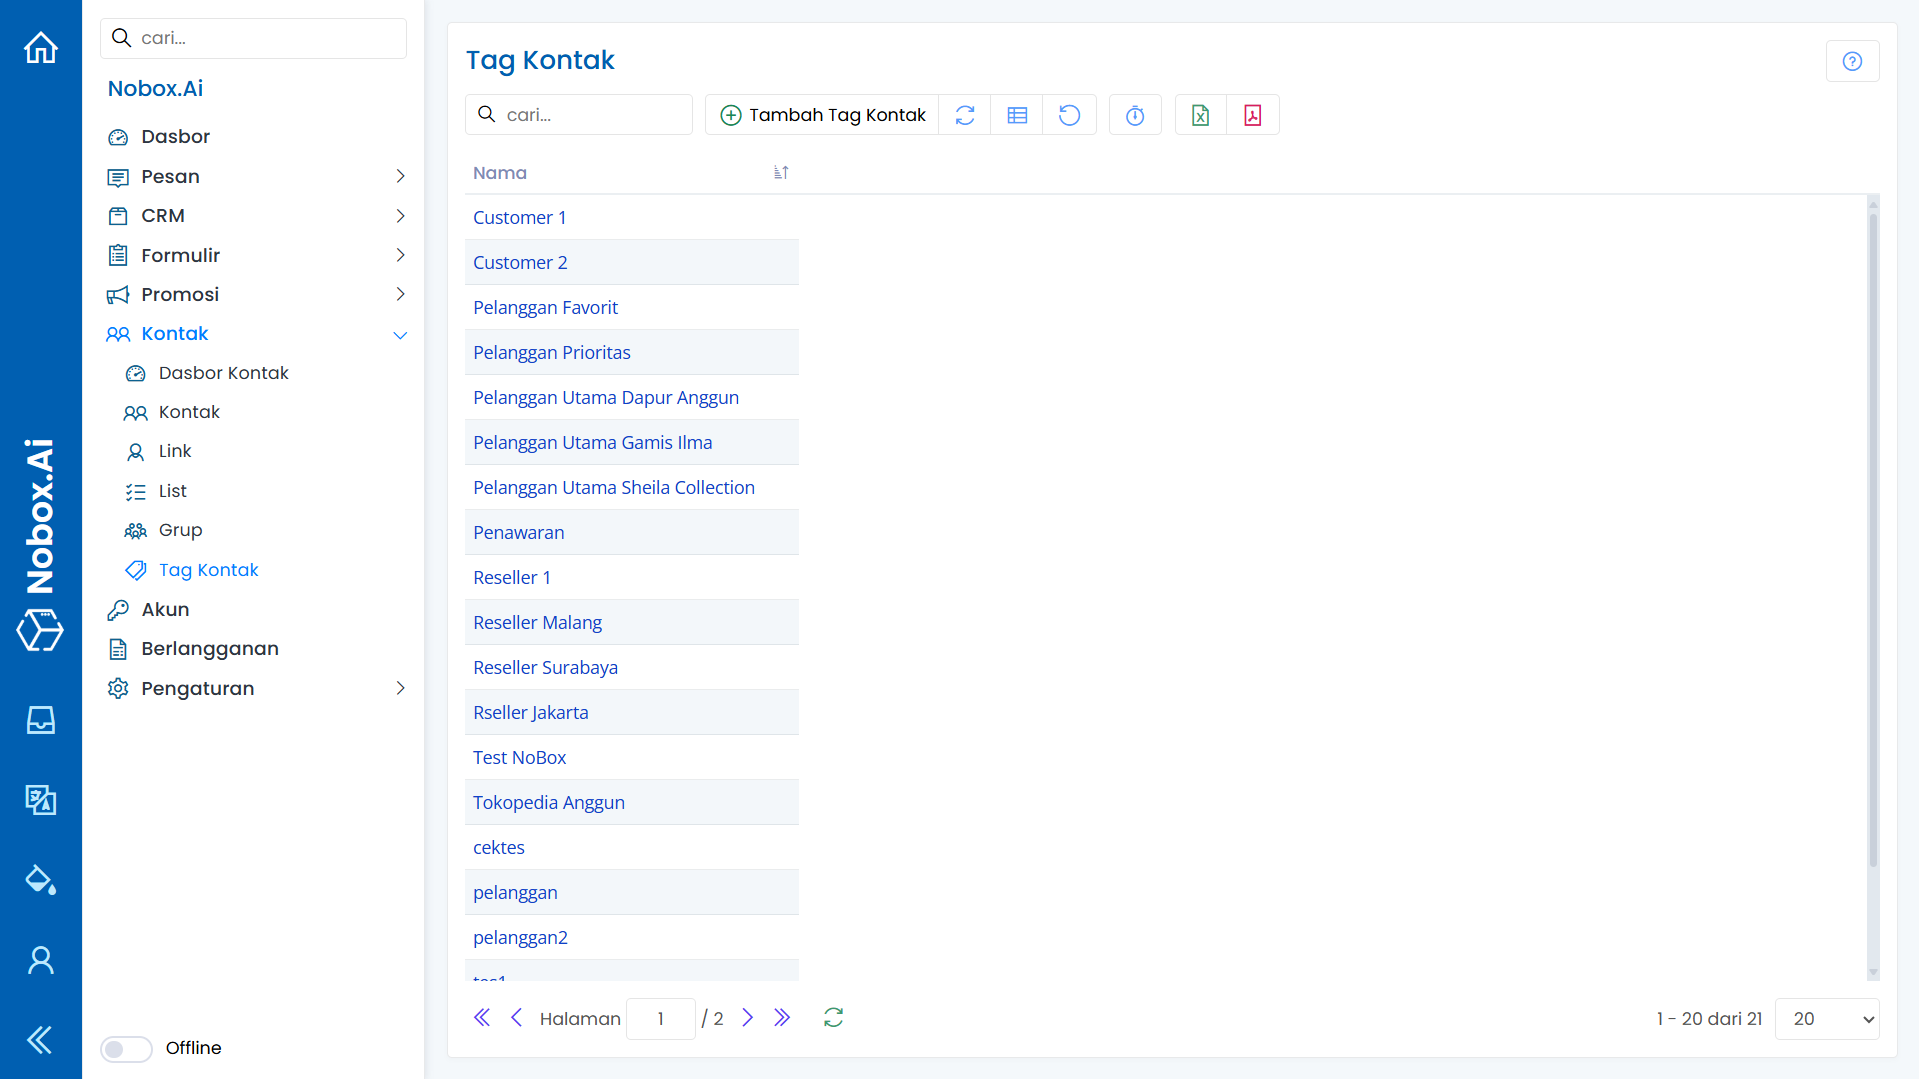 Nobox.Ai
cari...
Nobox.Ai
Dasbor
Pesan
CRM
Formulir
Promosi
Kontak
Dasbor Kontak
Kontak
Link
List
Grup
Tag Kontak
Akun
Berlangganan
Pengaturan
Offline
Tag Kontak
cari...
Tambah Tag Kontak
Nama
Customer 1
Customer 2
Pelanggan Favorit
Pelanggan Prioritas
Pelanggan Utama Dapur Anggun
Pelanggan Utama Gamis Ilma
Pelanggan Utama Sheila Collection
Penawaran
Reseller 1
Reseller Malang
Reseller Surabaya
Rseller Jakarta
Test NoBox
Tokopedia Anggun
cektes
pelanggan
pelanggan2
Halaman 1 / 2
1 - 20 dari 21
20